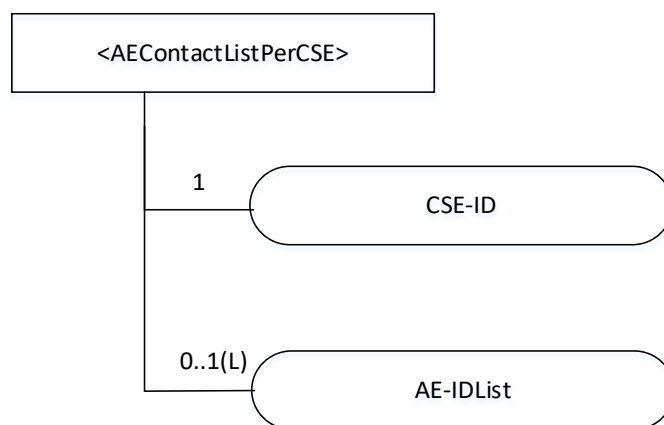 <AEContactListPerCSE>
1
CSE-ID
0..1(L)
AE-IDList